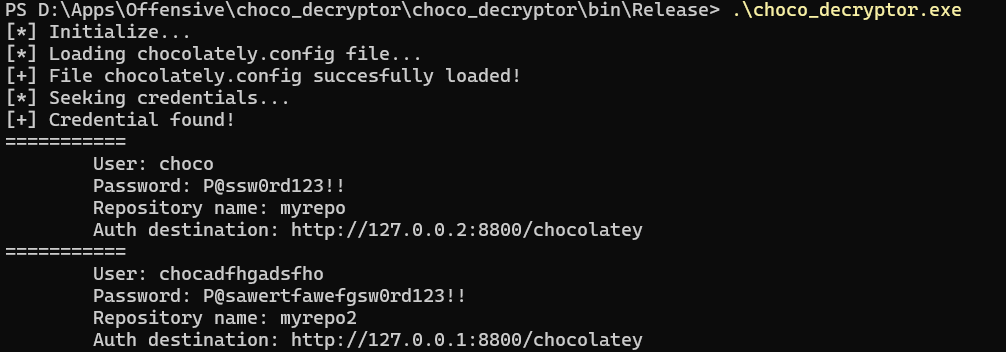 PS D:\Apps\Offensive\choco_decryptor\choco_decryptor\bin\Release> .\choco_decryptor.exe
[*] Initialize...
[*] Loading chocolately.config file...
[+] File chocolately.config succesfully loaded!
[*] Seeking credentials...
[+] Credential found!
===========
User: choco
Password: P@ssw0rd123!!
Repository name: myrepo
Auth destination: http://127.0.0.2:8800/chocolatey
===========
User: chocadfhgadsfho
Password: P@sawertfawefgsw0rd123!!
Repository name: myrepo2
Auth destination: http://127.0.0.1:8800/chocolatey